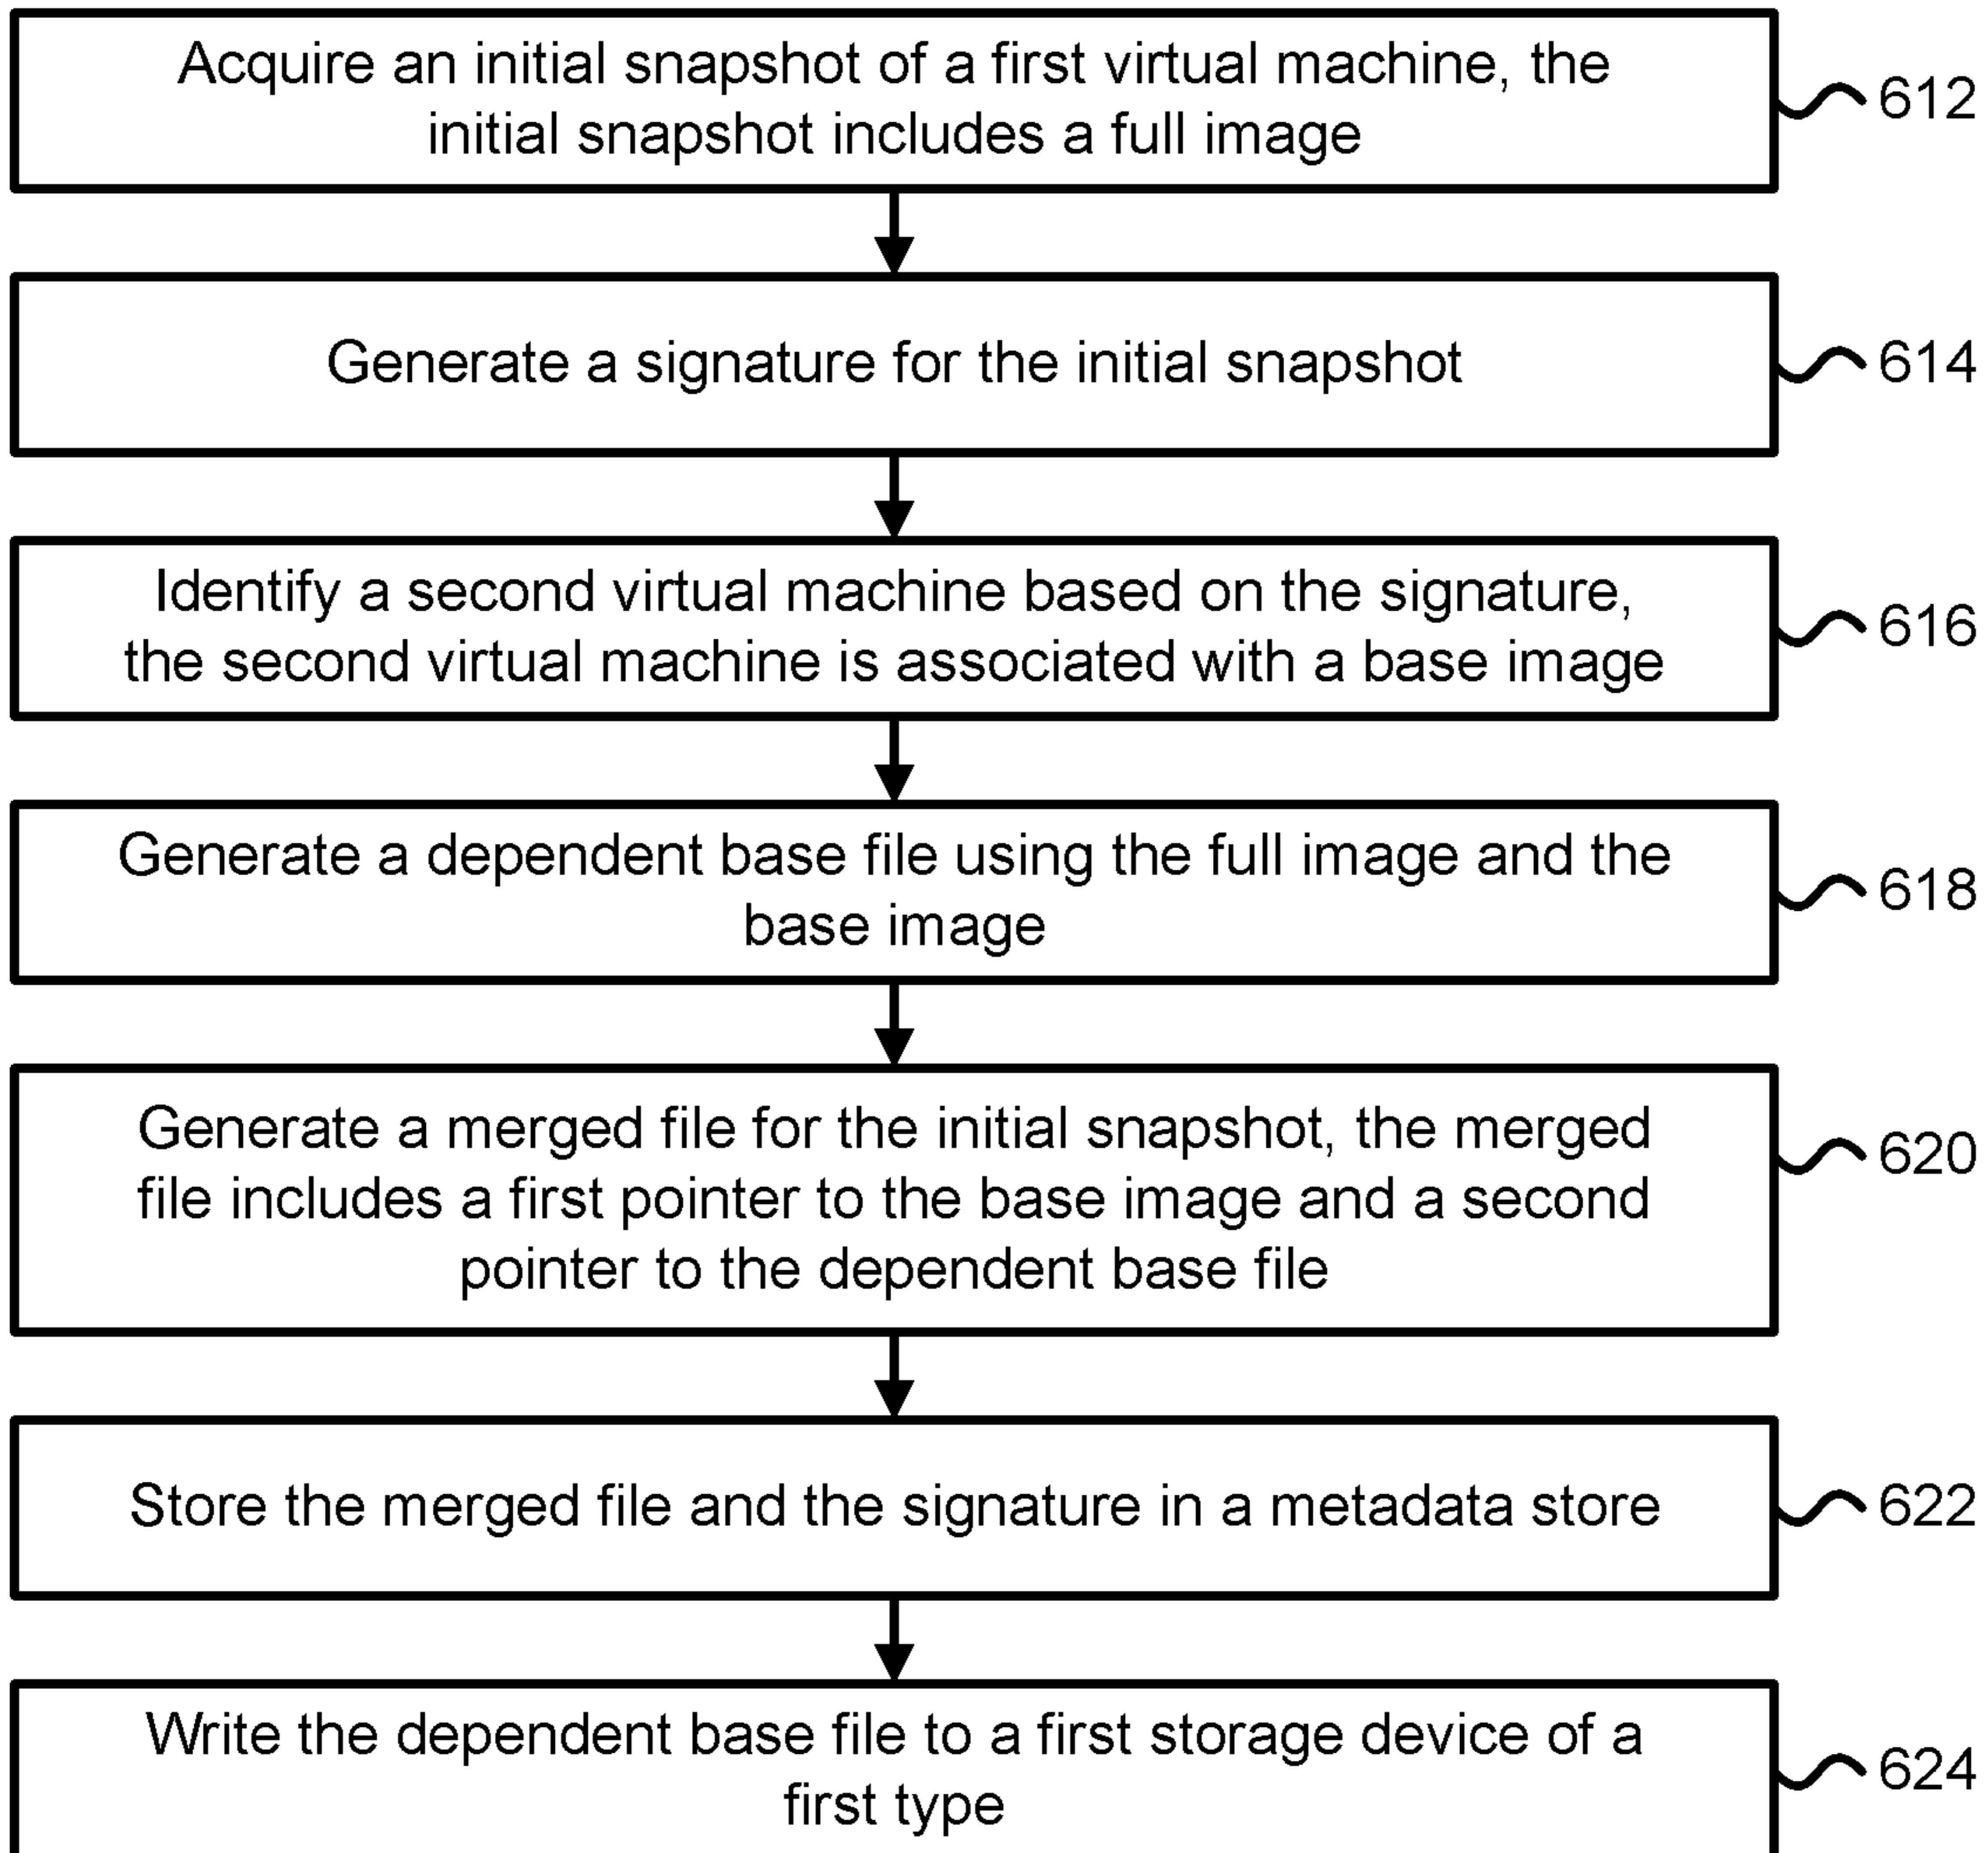 Acquire an initial snapshot of a first virtual machine, the
initial snapshot includes a full image
612
Generate a signature for the initial snapshot
614
Identify a second virtual machine based on the signature,
the second virtual machine is associated with a base image
616
Generate a dependent base file using the full image and the
base image
618
Generate a merged file for the initial snapshot, the merged
file includes a first pointer to the base image and a second
pointer to the dependent base file
620
Store the merged file and the signature in a metadata store
622
Write the dependent base file to a first storage device of a
first type
624